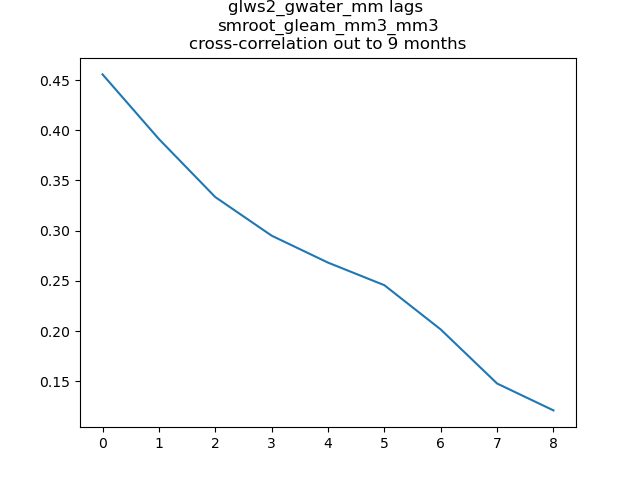 glws2_gwater_mm lags
smroot_gleam_mm3_mm3
cross-correlation out to 9 months
0.45
0.40
0.35
0.30
0.25
0.20
0.15
0 1 2 3 4 5 6 7 8